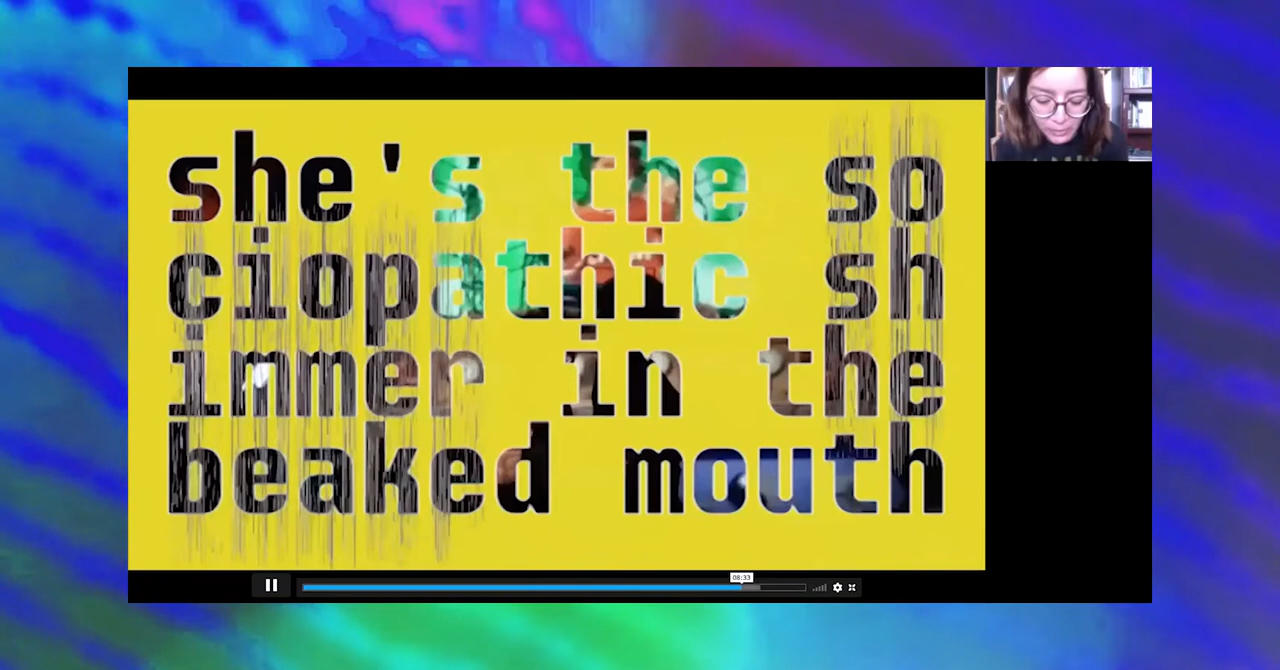 she's the so
ciopathic sh
immer in the
beaked mouth
08:33